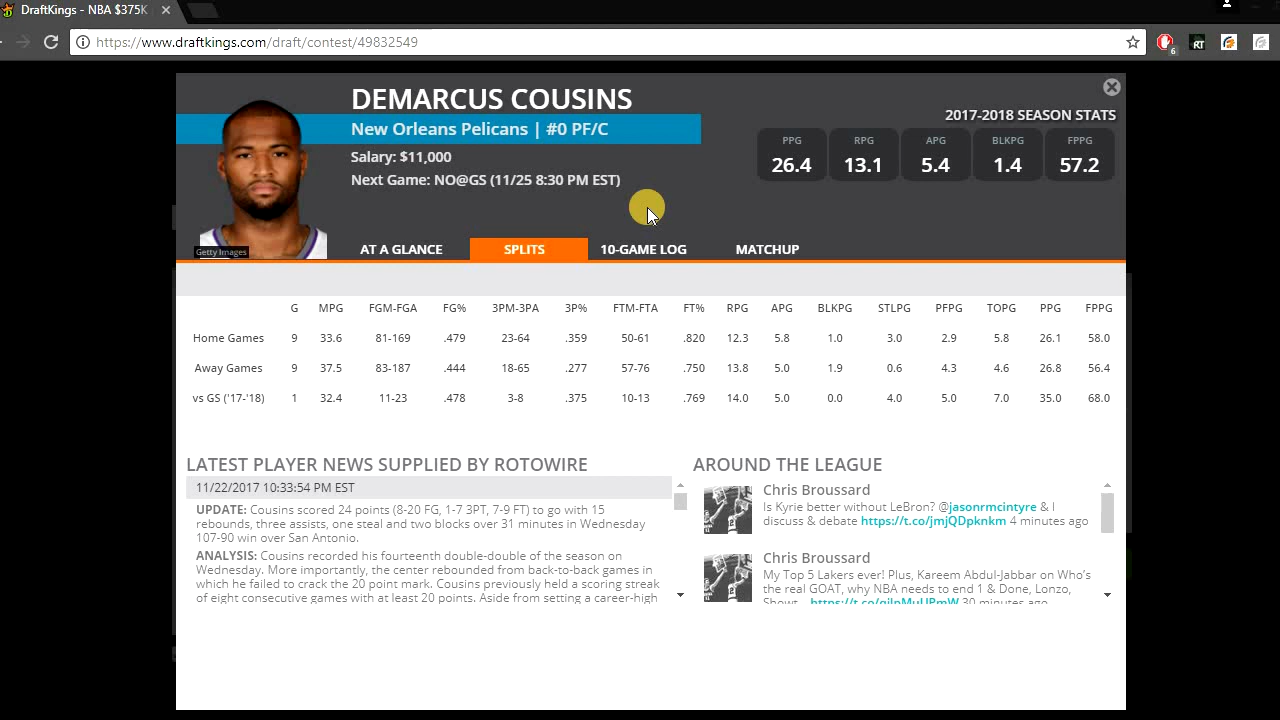 DraftKings - NBA $375K
https://www.draftkings.com/draft/contest/49832549
6
RT
DEMARCUS COUSINS
New Orleans Pelicans | #0 PF/C
Salary: $11,000
Next Game: NO@GS (11/25 8:30 PM EST)
Getty Images
2017-2018 SEASON STATS
PPG RPG APG BLKPG FPPG
26.4 13.1 5.4 1.4 57.2
AT A GLANCE SPLITS 10-GAME LOG MATCHUP
G MPG FGM-FGA FG% 3PM-3PA 3P% FTM-FTA FT% RPG APG BLKPG STLPG PFPG TOPG PPG FPPG
Home Games 9 33.6 81-169 .479 23-64 .359 50-61 .820 12.3 5.8 1.0 3.0 2.9 5.8 26.1 58.0
Away Games 9 37.5 83-187 .444 18-65 .277 57-76 .750 13.8 5.0 1.9 0.6 4.3 4.6 26.8 56.4
vs GS ('17-'18) 1 32.4 11-23 .478 3-8 .375 10-13 .769 14.0 5.0 0.0 4.0 5.0 7.0 35.0 68.0
LATEST PLAYER NEWS SUPPLIED BY ROTOWIRE
11/22/2017 10:33:54 PM EST
UPDATE: Cousins scored 24 points (8-20 FG, 1-7 3PT, 7-9 FT) to go with 15
rebounds, three assists, one steal and two blocks over 31 minutes in Wednesday
107-90 win over San Antonio.
ANALYSIS: Cousins recorded his fourteenth double-double of the season on
Wednesday. More importantly, the center rebounded from back-to-back games in
which he failed to crack the 20 point mark. Cousins previously held a scoring streak
of eight consecutive games with at least 20 points. Aside from setting a career-high
AROUND THE LEAGUE
Chris Broussard
Is Kyrie better without LeBron? @jasonrmcintyre & I
discuss & debate https://t.co/jmjQDpknkm 4 minutes ago
Chris Broussard
My Top 5 Lakers ever! Plus, Kareem Abdul-Jabbar on Who's
the real GOAT, why NBA needs to end 1 & Done, Lonzo,
30 minutes ago